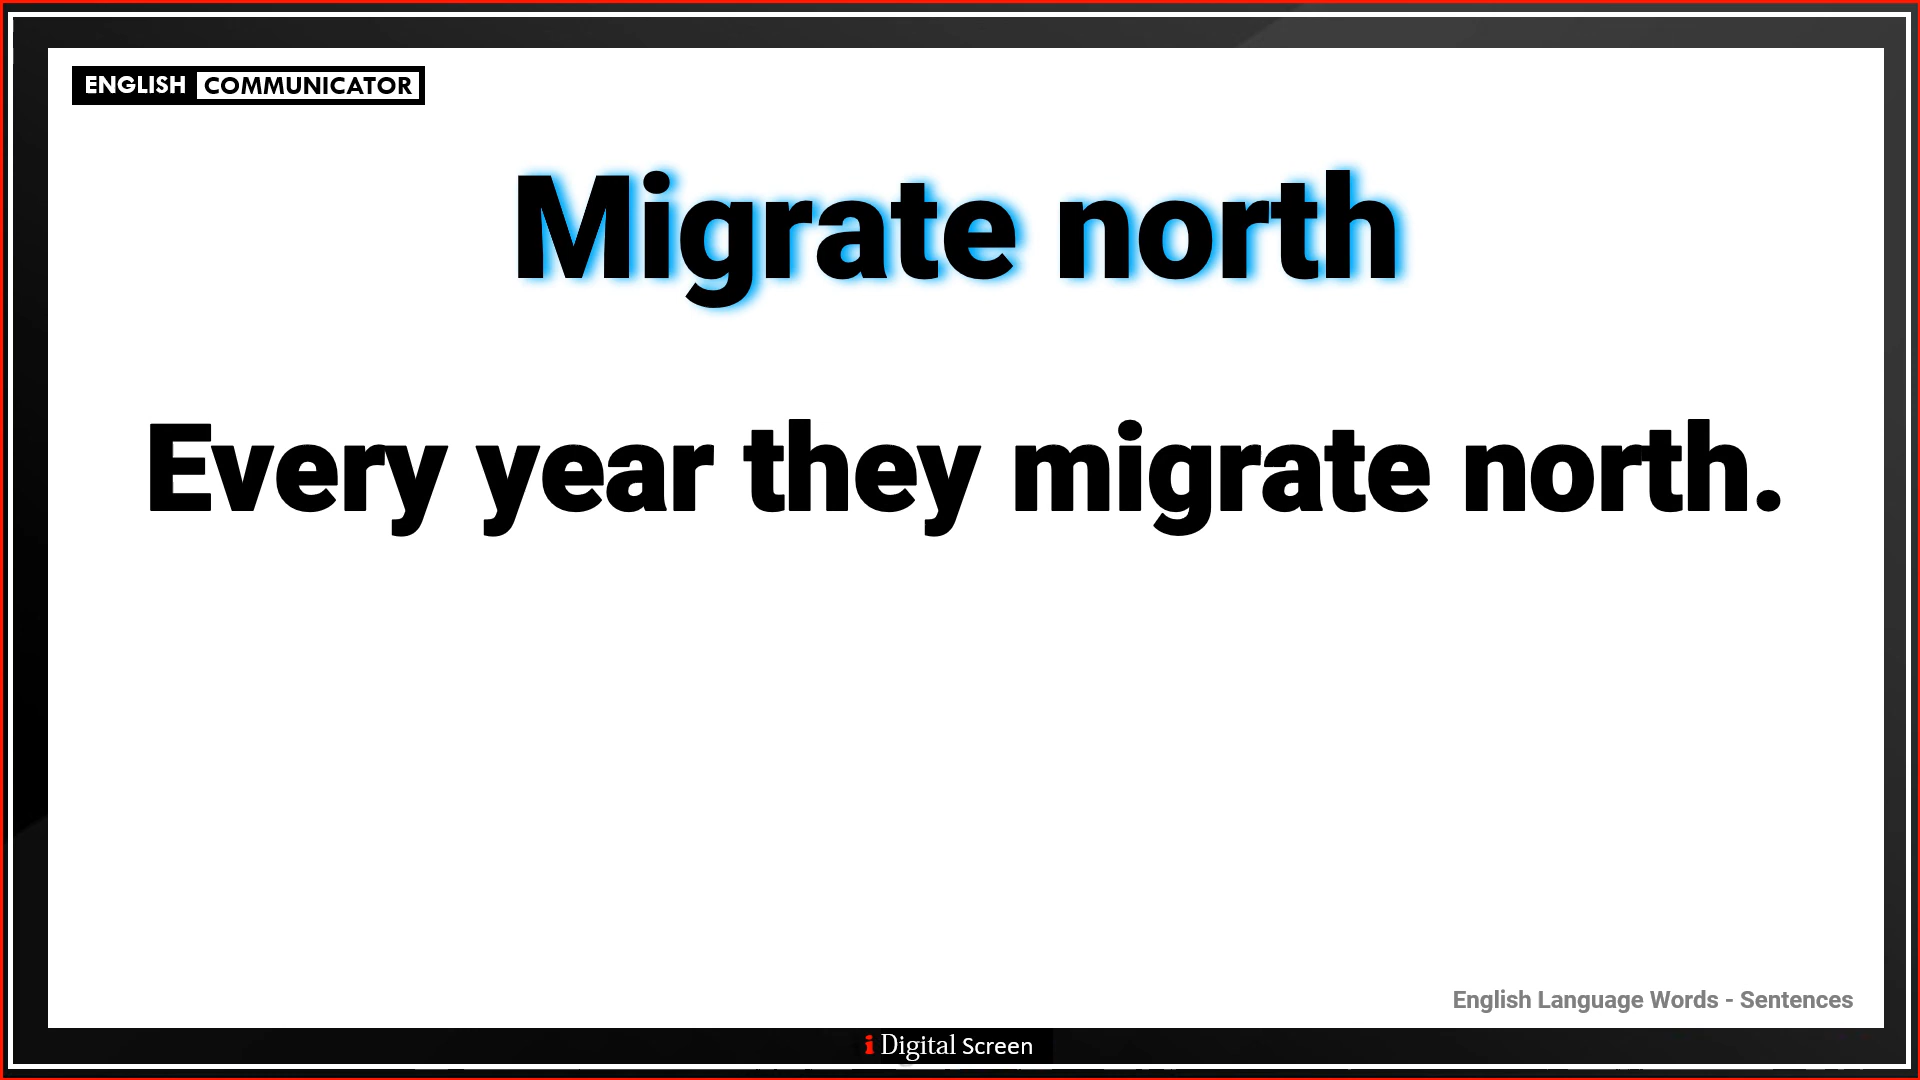 ENGLISH COMMUNICATOR
Migrate north
Every year they migrate north.
English Language Words - Sentences
i Digital Screen